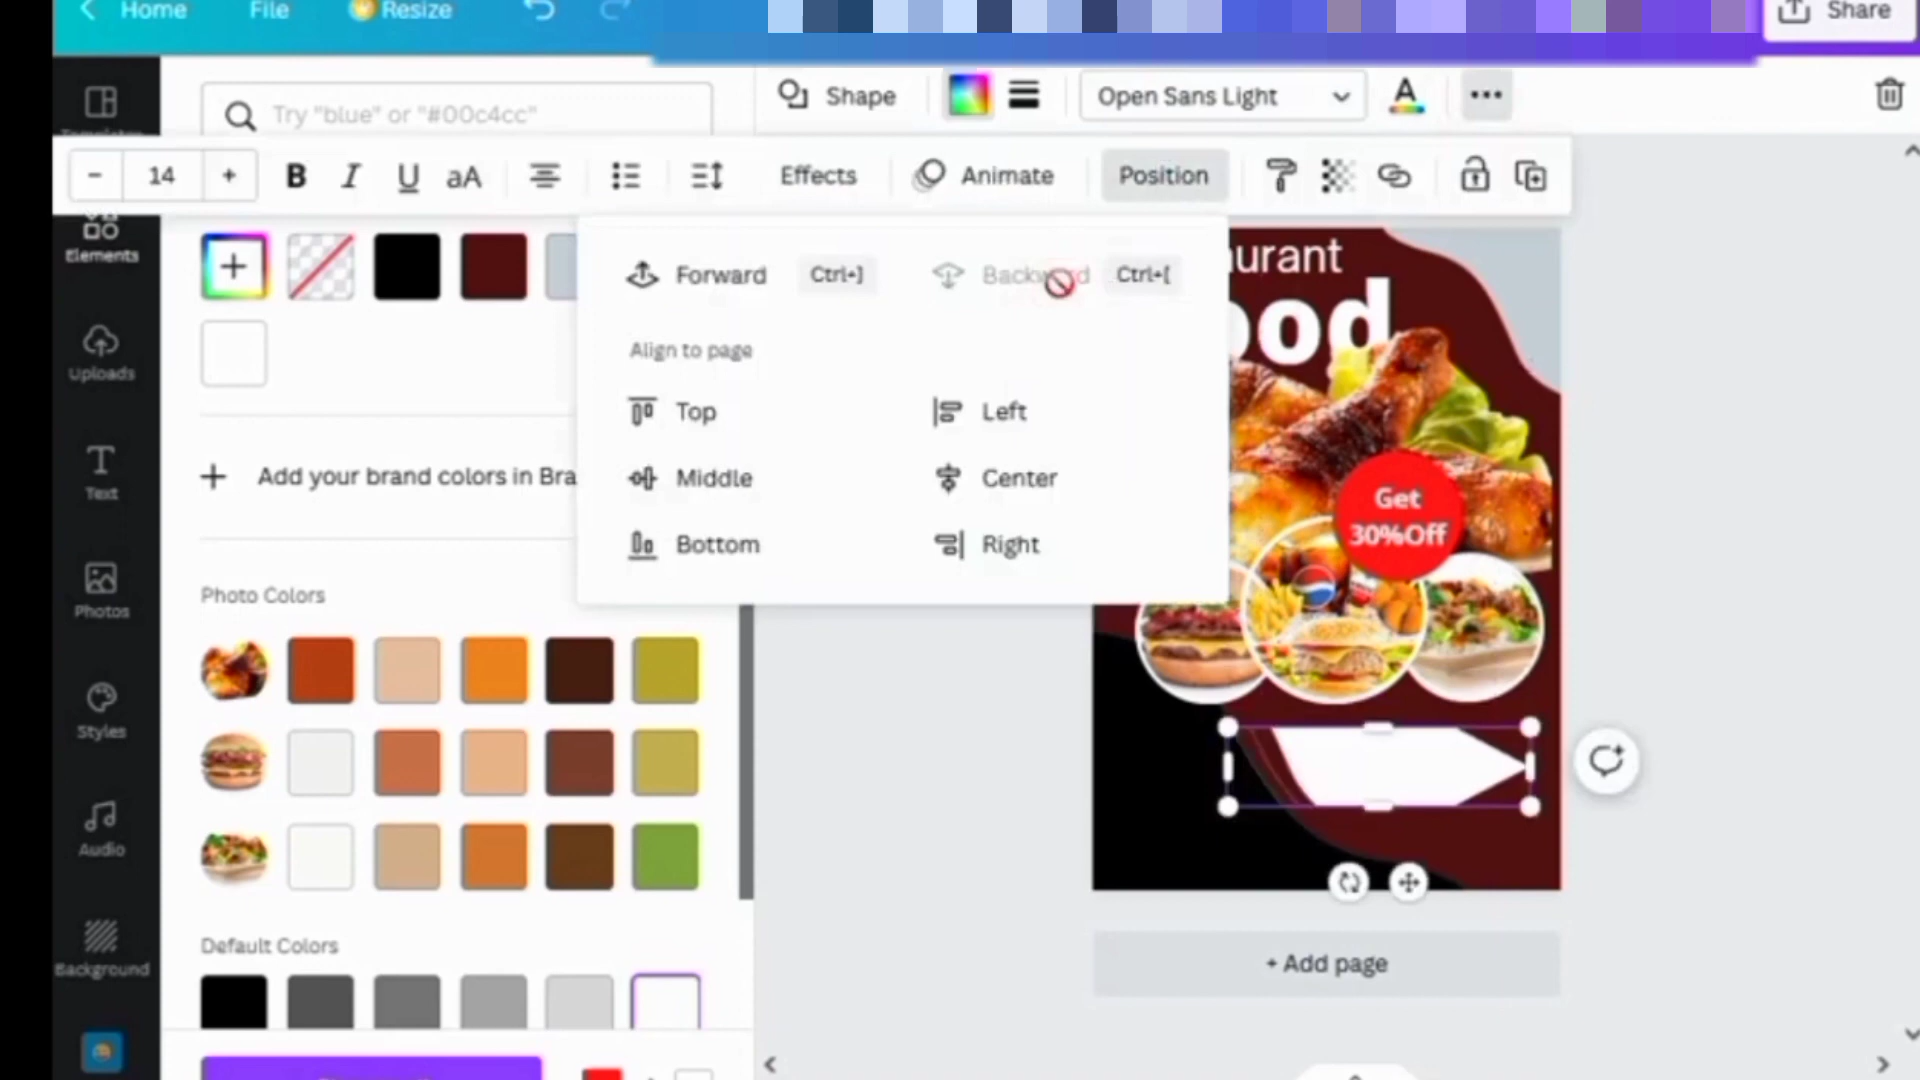 Home File Resize
Share
Try "blue" or "#00c4cc"
Shape Open Sans Light A
14 B I U aA Effects Animate Position
Elements
Uploads
Text
Photos
Styles
Audio
Background
Forward Ctrl+] Backward Ctrl+[
Align to page
Top Left
Middle Center
Bottom Right
Add your brand colors in Bra
Photo Colors
Default Colors
urant
ood
Get
30%Off
+ Add page